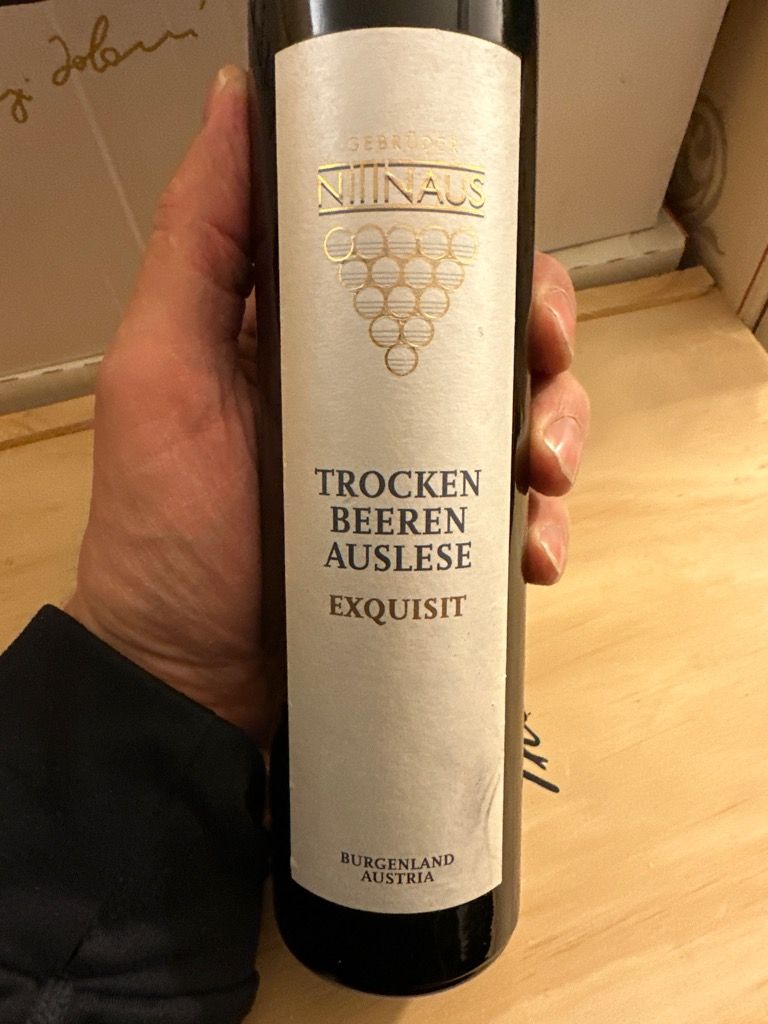 GEBRÜDER
NITTNAUS
TROCKEN
BEEREN
AUSLESE
EXQUISIT
BURGENLAND
AUSTRIA